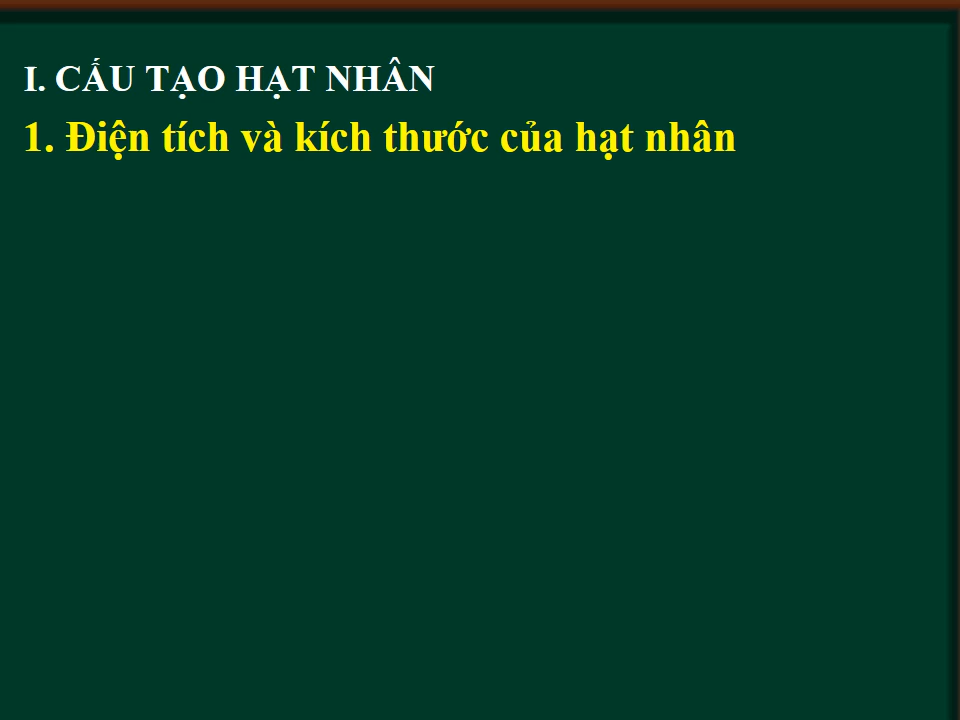 I. CẤU TẠO HẠT NHÂN
1. Điện tích và kích thước của hạt nhân